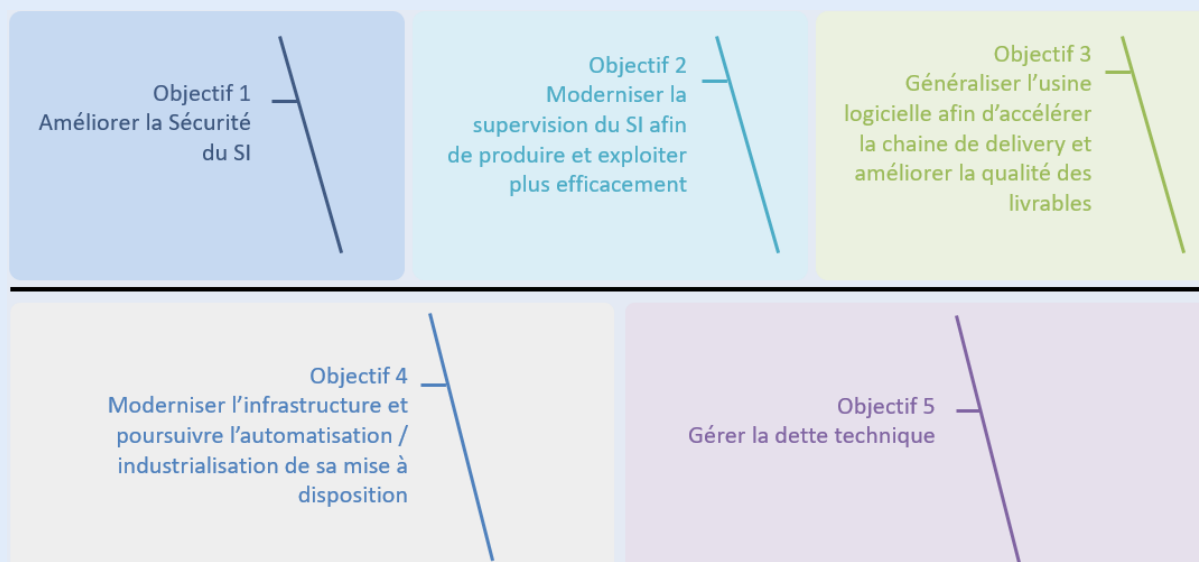 Objectif 1
Améliorer la Sécurité
du SI
Objectif 2
Moderniser la
supervision du SI afin
de produire et exploiter
plus efficacement
Objectif 3
Généraliser l’usine
logicielle afin d’accélérer
la chaine de delivery et
améliorer la qualité des
livrables
Objectif 4
Moderniser l’infrastructure et
poursuivre l’automatisation /
industrialisation de sa mise à
disposition
Objectif 5
Gérer la dette technique